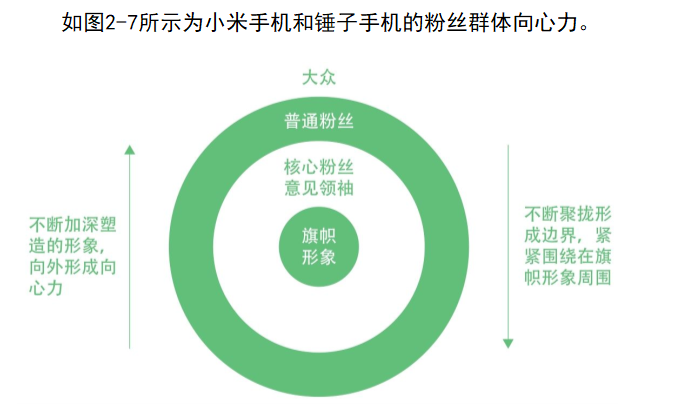 如图2-7所示为小米手机和锤子手机的粉丝群体向心力。
大众
普通粉丝
核心粉丝
意见领袖
旗帜
形象
不断加深塑
造的形象,
向外形成向
心力
不断聚拢形
成边界，紧
紧围绕在旗
帜形象周围